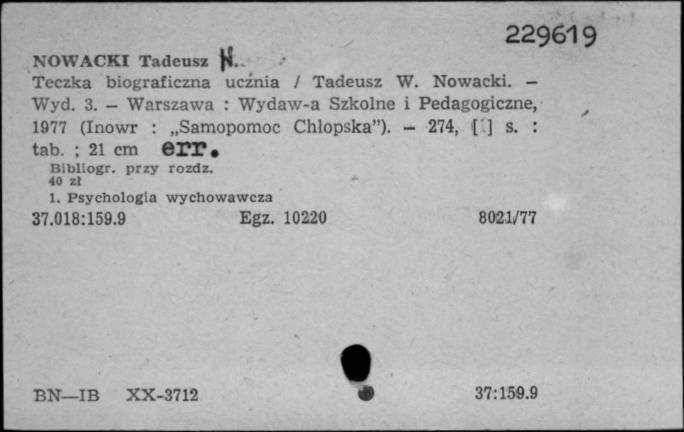 229619
NOWACKI Tadeusz W.
Teczka biograficzna ucznia / Tadeusz W. Nowacki. —
Wyd. 3. — Warszawa : Wydaw-a Szkolne i Pedagogiczne,
1977 (Inowr : „Samopomoc Chłopska”). — 274, [ ] s. :
tab. ; 21 cm err.
Bibliogr. przy rozdz.
40 zł
1. Psychologia wychowawcza
37.018:159.9 Egz. 10220 8021/77
BN—IB XX-3712 37:159.9